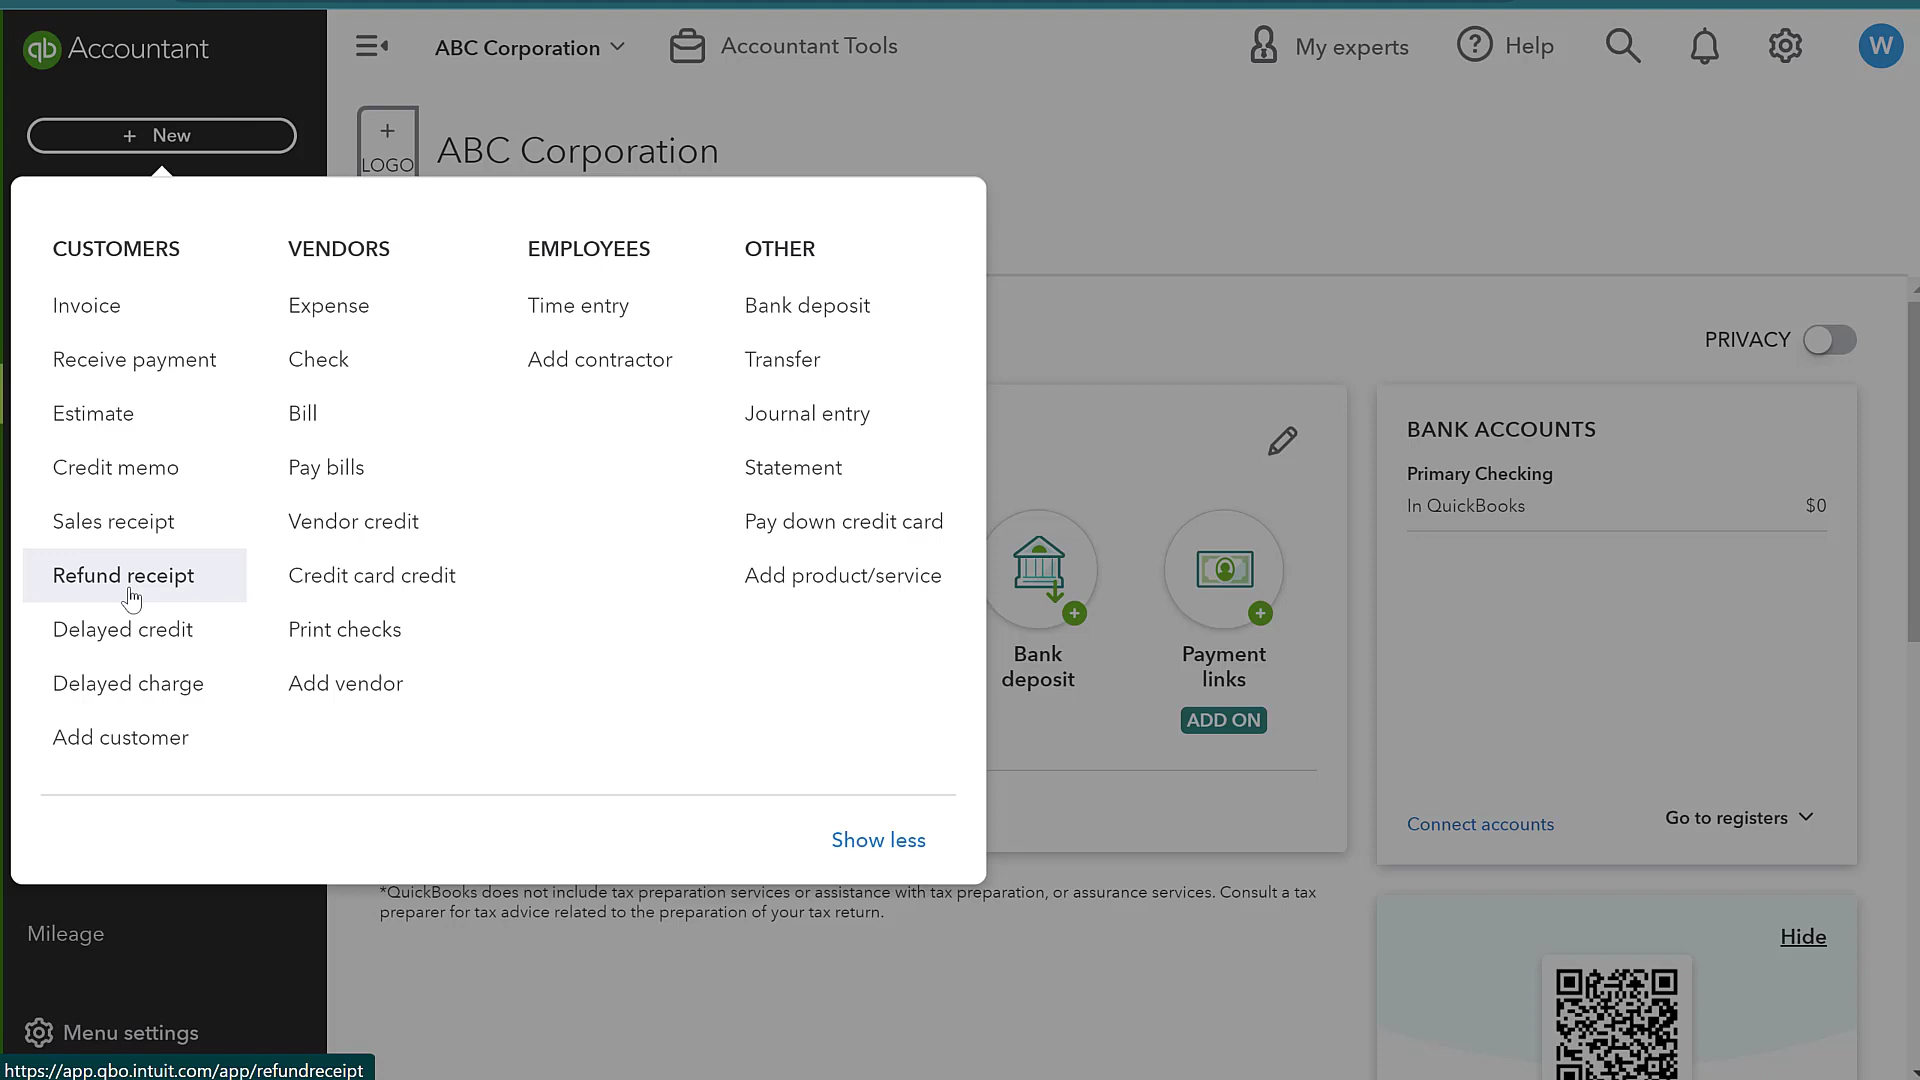 qb Accountant
ABC Corporation
Accountant Tools
My experts
Help
W
+ New
+
LOGO
ABC Corporation
CUSTOMERS
Invoice
Receive payment
Estimate
Credit memo
Sales receipt
Refund receipt
Delayed credit
Delayed charge
Add customer
VENDORS
Expense
Check
Bill
Pay bills
Vendor credit
Credit card credit
Print checks
Add vendor
EMPLOYEES
Time entry
Add contractor
OTHER
Bank deposit
Transfer
Journal entry
Statement
Pay down credit card
Add product/service
Show less
PRIVACY
Bank
deposit
Payment
links
ADD ON
BANK ACCOUNTS
Primary Checking
In QuickBooks $0
Connect accounts
Go to registers
*QuickBooks does not include tax preparation services or assistance with tax preparation, or assurance services. Consult a tax
preparer for tax advice related to the preparation of your tax return.
Hide
Mileage
Menu settings
https://app.qbo.intuit.com/app/refundreceipt